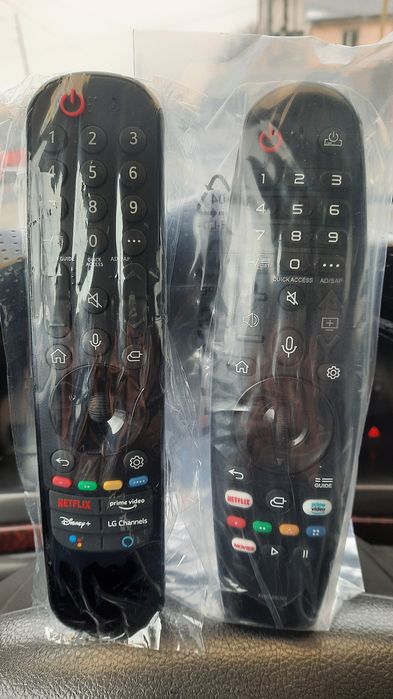 1 2 3
4 5 6
7 8 9
0 ...
GUIDE QUICK ACCESS AD/SAP
NETFLIX prime video
Disney+ LG Channels
1 2 3
4 5 6
7 8 9
0 ...
QUICK ACCESS AD/SAP
GUIDE
NETFLIX prime video
MOVIES
04